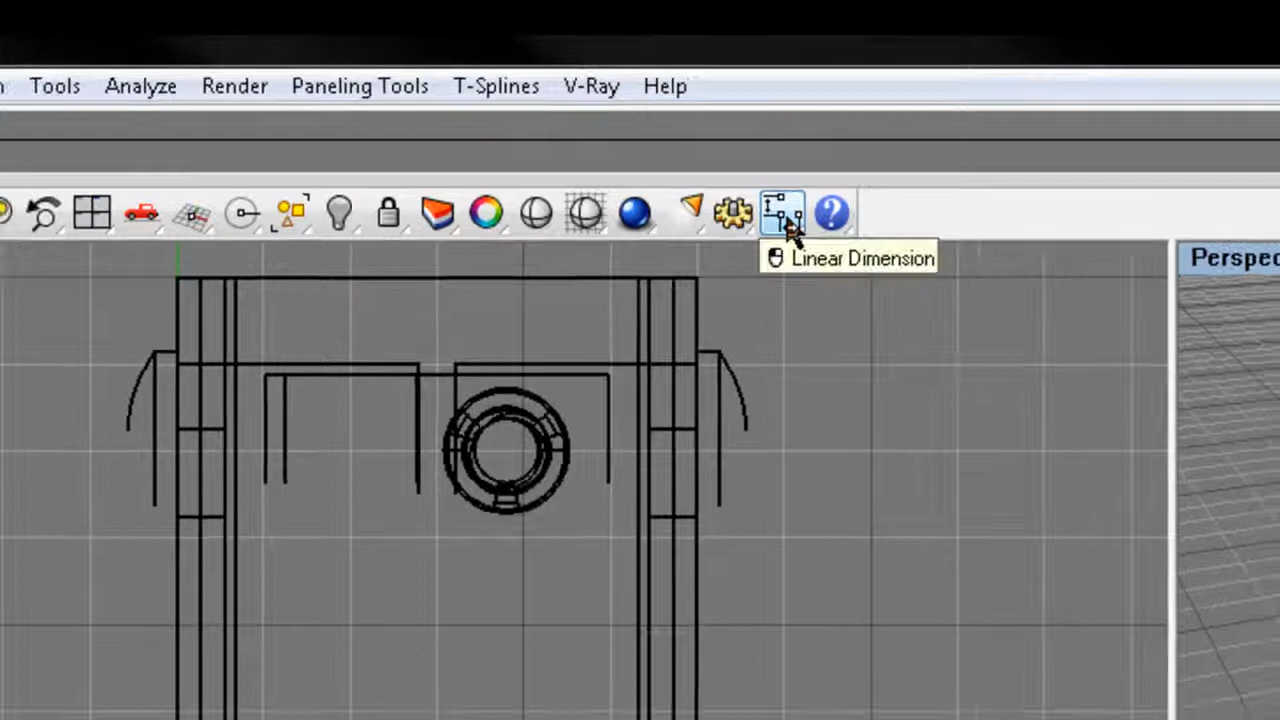 Tools Analyze Render Paneling Tools T-Splines V-Ray Help
Linear Dimension
Perspec